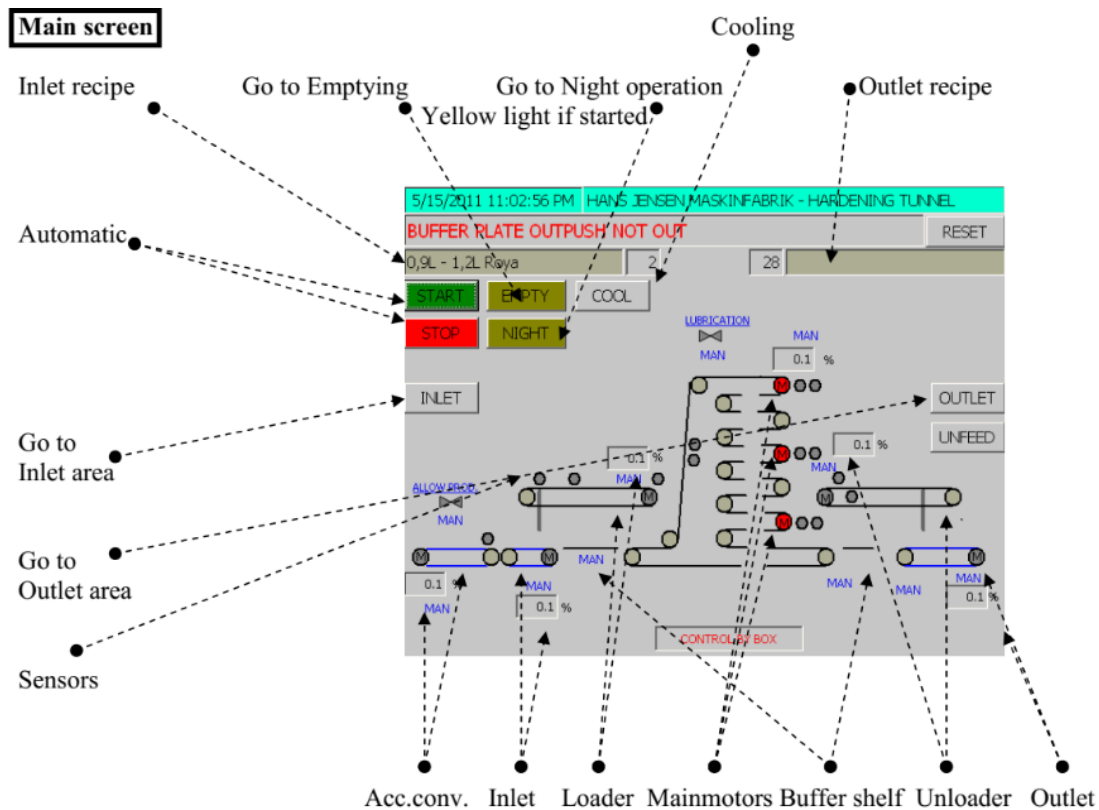 Main screen
Cooling
Inlet recipe
Go to Emptying
Go to Night operation
Yellow light if started
Outlet recipe
5/15/2011 11:02:56 PM HANS JENSEN MASKINFABRIK - HARDENING TUNNEL
Automatic
BUFFER PLATE OUTPUSH NOT OUT RESET
0,9L - 1,2L Roya 2 28
START EMPTY COOL
STOP NIGHT
LUBRICATION
MAN
MAN
0.1 %
INLET
OUTLET
UNFEED
Go to
Inlet area
0.1 %
MAN
0.1 %
MAN
ALLOW PROD.
MAN
Go to
Outlet area
MAN
MAN
MAN
MAN
MAN
0.1 %
MAN
0.1 %
0.1 %
CONTROL BY BOX
Sensors
Acc.conv. Inlet Loader Mainmotors Buffer shelf Unloader Outlet